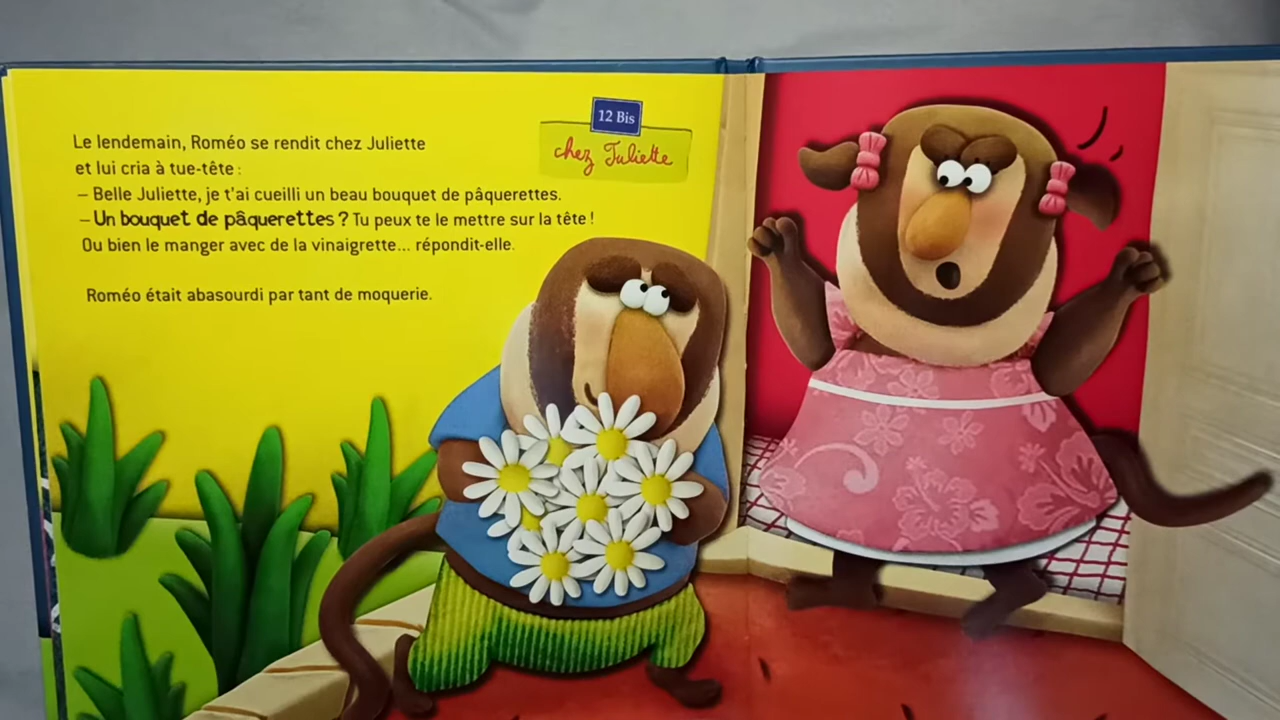 Le lendemain, Roméo se rendit chez Juliette
et lui cria à tue-tête :
– Belle Juliette, je t'ai cueilli un beau bouquet de pâquerettes.
– Un bouquet de pâquerettes ? Tu peux te le mettre sur la tête !
Ou bien le manger avec de la vinaigrette... répondit-elle.
Roméo était abasourdi par tant de moquerie.
12 Bis
chez Juliette